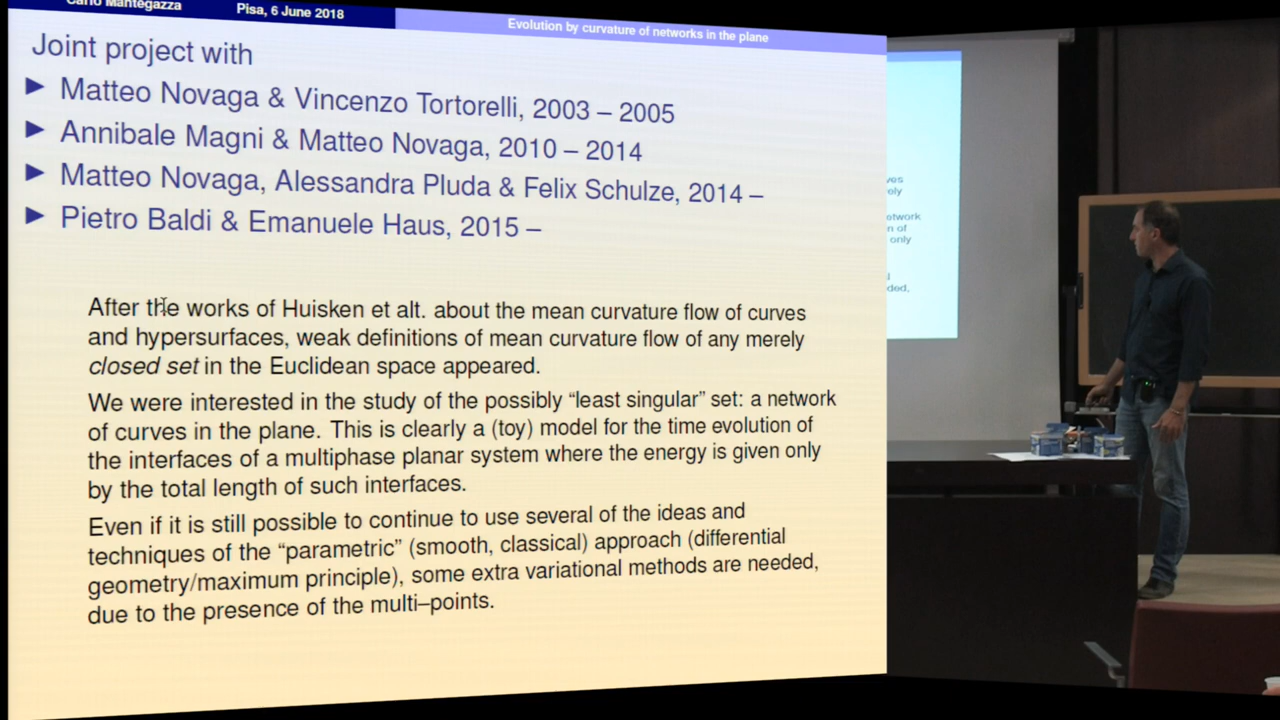 Carlo Mantegazza
Pisa, 6 June 2018
Evolution by curvature of networks in the plane
Joint project with
Matteo Novaga & Vincenzo Tortorelli, 2003 – 2005
Annibale Magni & Matteo Novaga, 2010 – 2014
Matteo Novaga, Alessandra Pluda & Felix Schulze, 2014 –
Pietro Baldi & Emanuele Haus, 2015 –
After the works of Huisken et alt. about the mean curvature flow of curves
and hypersurfaces, weak definitions of mean curvature flow of any merely
closed set in the Euclidean space appeared.
We were interested in the study of the possibly “least singular” set: a network
of curves in the plane. This is clearly a (toy) model for the time evolution of
the interfaces of a multiphase planar system where the energy is given only
by the total length of such interfaces.
Even if it is still possible to continue to use several of the ideas and
techniques of the “parametric” (smooth, classical) approach (differential
geometry/maximum principle), some extra variational methods are needed,
due to the presence of the multi–points.
only